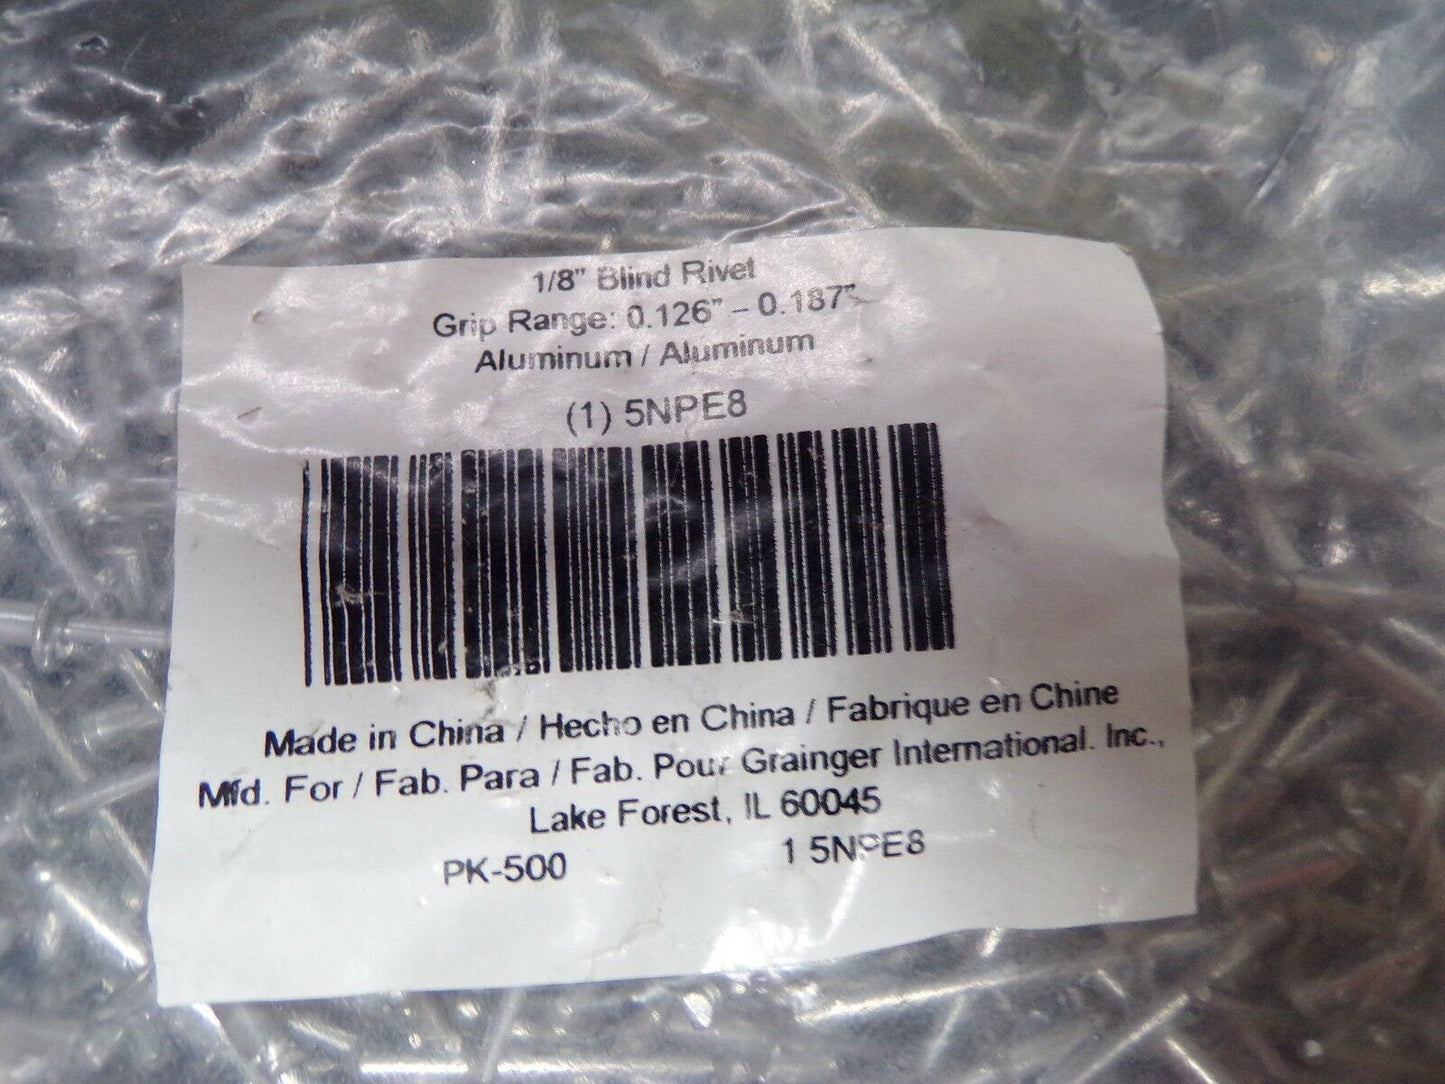 1/8" Blind Rivet
Grip Range: 0.126" – 0.187"
Aluminum / Aluminum
(1) 5NPE8
Made in China / Hecho en China / Fabrique en Chine
Mfd. For / Fab. Para / Fab. Pour Grainger International. Inc.,
Lake Forest, IL 60045
PK-500 1 5NPE8